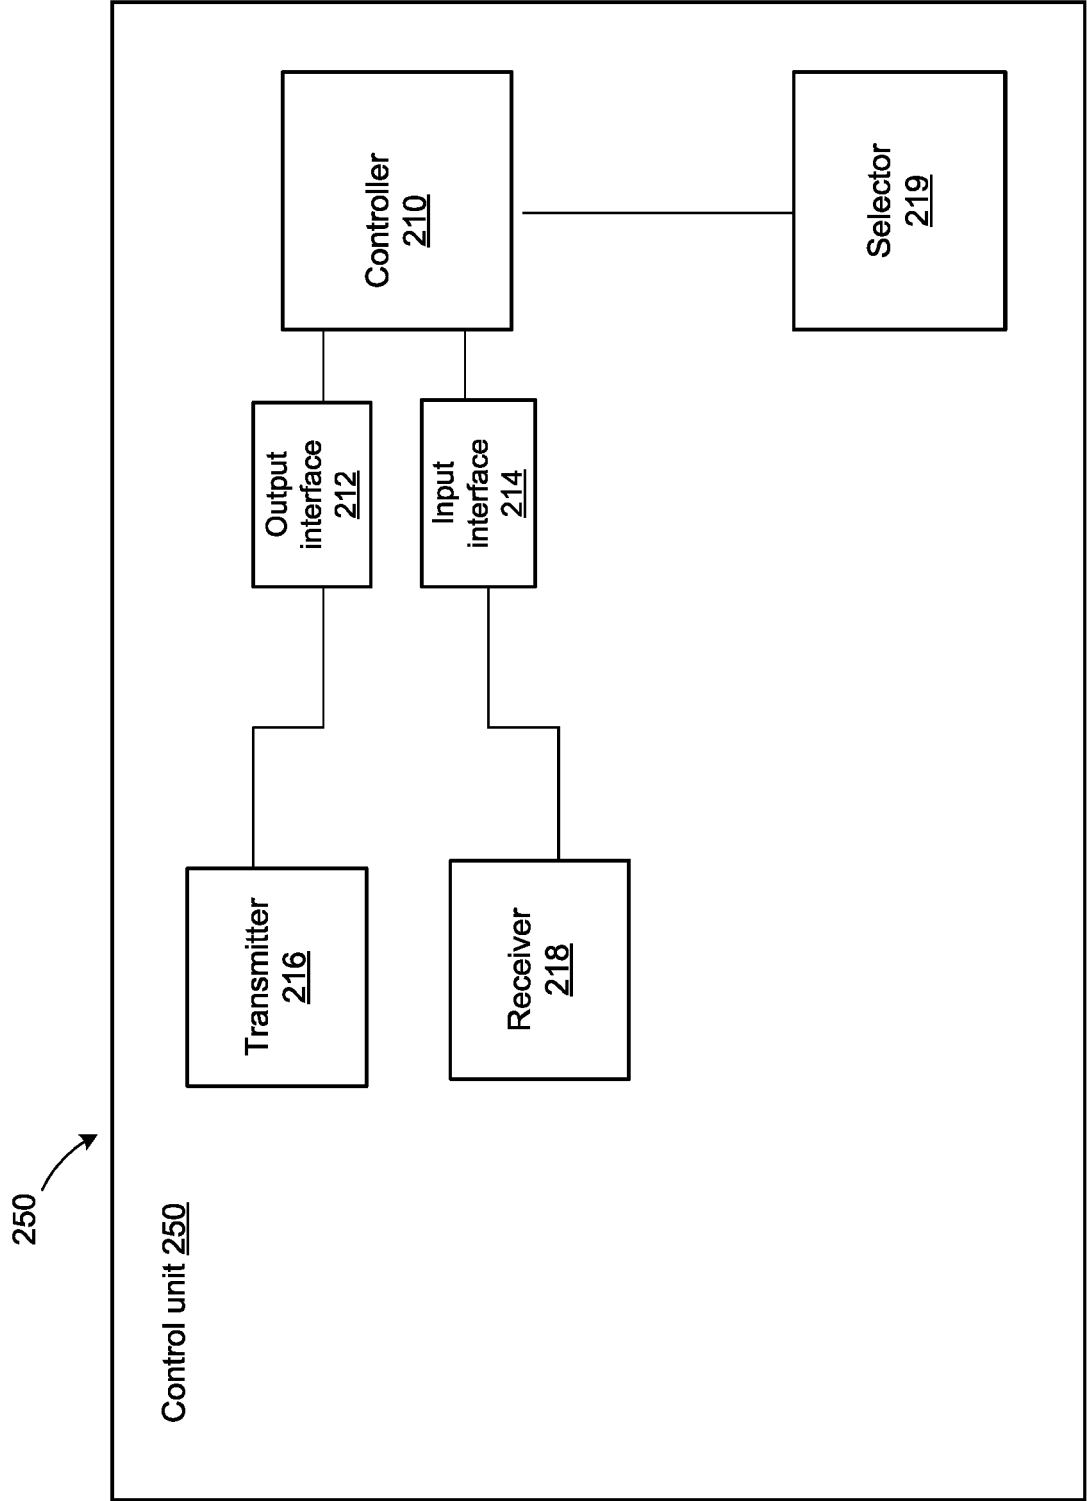 250
Control unit 250
Transmitter
216
Output
interface
212
Controller
210
Receiver
218
Input
interface
214
Selector
219